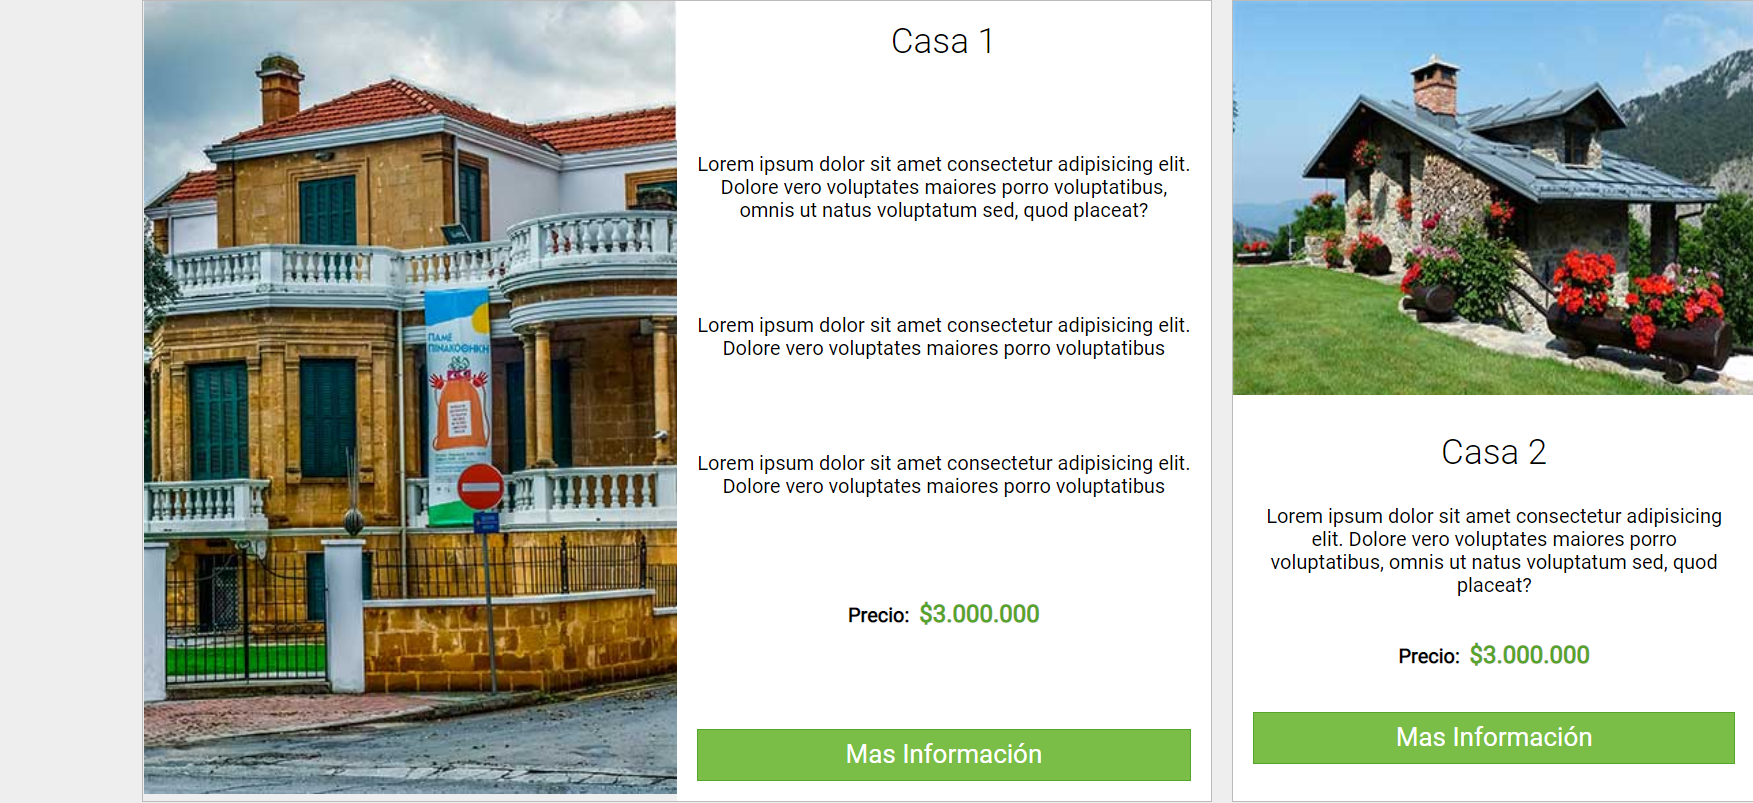 Casa 1
Lorem ipsum dolor sit amet consectetur adipisicing elit.
Dolore vero voluptates maiores porro voluptatibus,
omnis ut natus voluptatum sed, quod placeat?
Lorem ipsum dolor sit amet consectetur adipisicing elit.
Dolore vero voluptates maiores porro voluptatibus
Lorem ipsum dolor sit amet consectetur adipisicing elit.
Dolore vero voluptates maiores porro voluptatibus
Precio: $3.000.000
Mas Información
ΠΑΜΕ
ΠΙΝΑΚΟΘΗΚΗ
Casa 2
Lorem ipsum dolor sit amet consectetur adipisicing
elit. Dolore vero voluptates maiores porro
voluptatibus, omnis ut natus voluptatum sed, quod
placeat?
Precio: $3.000.000
Mas Información